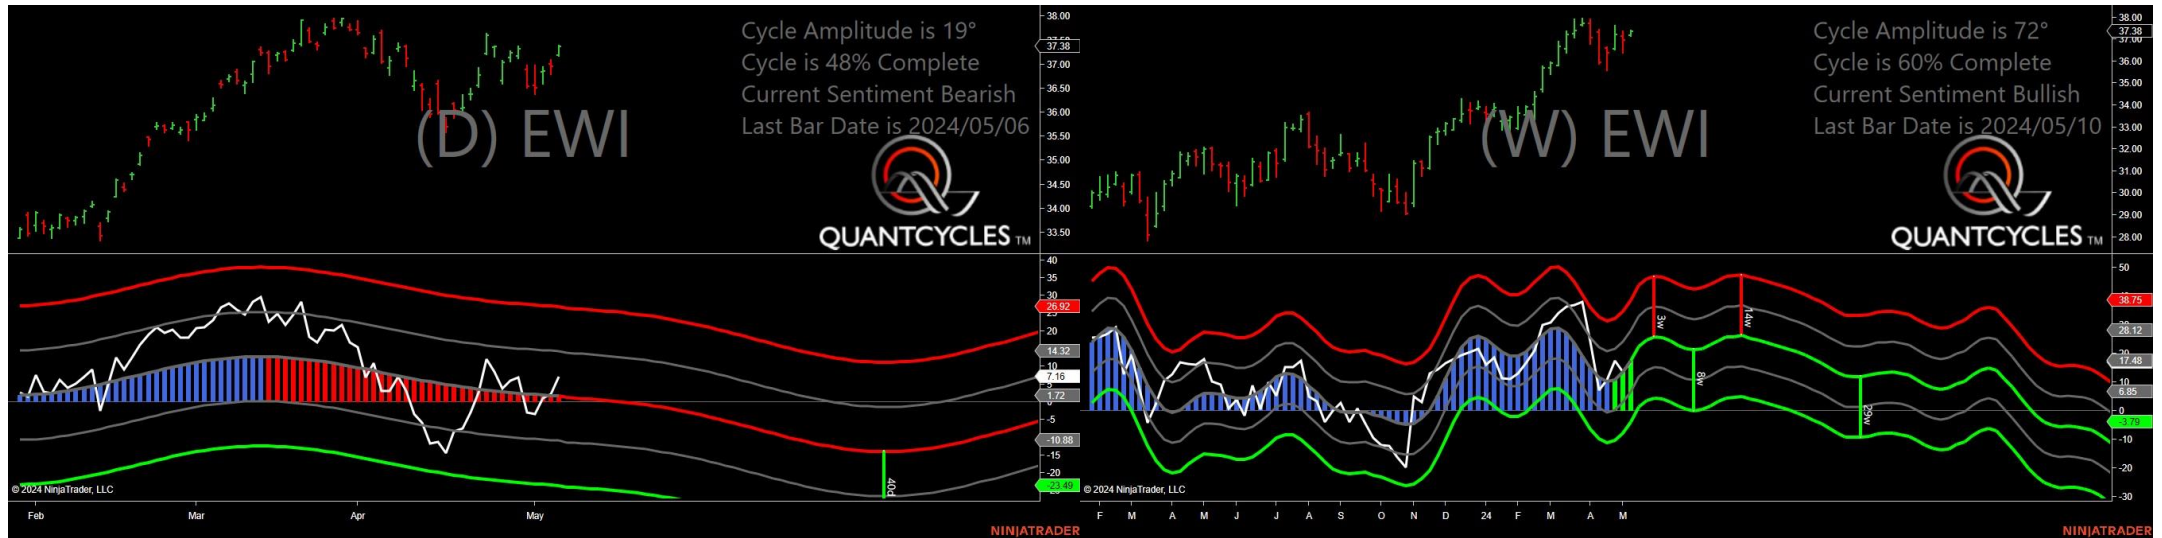 Cycle Amplitude is 19°
Cycle is 48% Complete
Current Sentiment Bearish
Last Bar Date is 2024/05/06
(D) EWI
QUANTCYCLES TM
38.00
37.38
37.00
36.50
36.00
35.50
35.00
34.50
34.00
33.50
40
35
30
26.92
20
14.32
10
7.16
1.72
-5
-10.88
-15
-20
-23.49
40d
© 2024 NinjaTrader, LLC
Feb Mar Apr May
NINJATRADER
Cycle Amplitude is 72°
Cycle is 60% Complete
Current Sentiment Bullish
Last Bar Date is 2024/05/10
(W) EWI
QUANTCYCLES TM
38.00
37.38
37.00
36.00
35.00
34.00
33.00
32.00
31.00
30.00
29.00
28.00
50
38.75
28.12
17.48
10
6.85
0
-3.79
-10
-20
-30
3w
14w
8w
29w
© 2024 NinjaTrader, LLC
F M A M J J A S O N D 24 F M A M
NINJATRADER